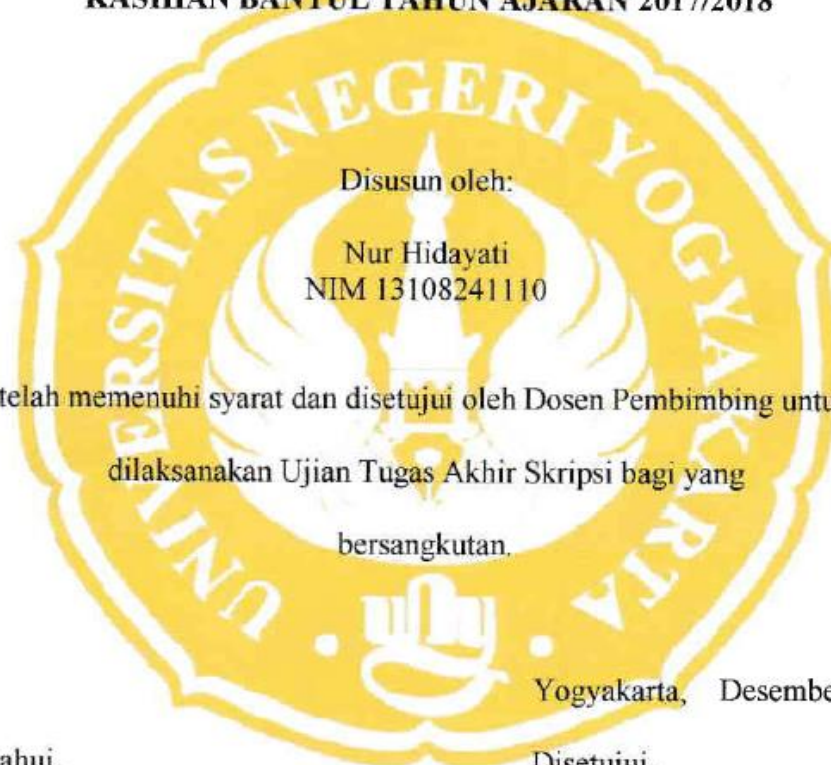 KASIHAN BANTUL TAHUN AJARAN 2017/2018
UNIVERSITAS NEGERI YOGYAKARTA
Disusun oleh:
Nur Hidayati
NIM 13108241110
telah memenuhi syarat dan disetujui oleh Dosen Pembimbing untu
dilaksanakan Ujian Tugas Akhir Skripsi bagi yang
bersangkutan.
Yogyakarta, Desembe
ahui
Disetujui